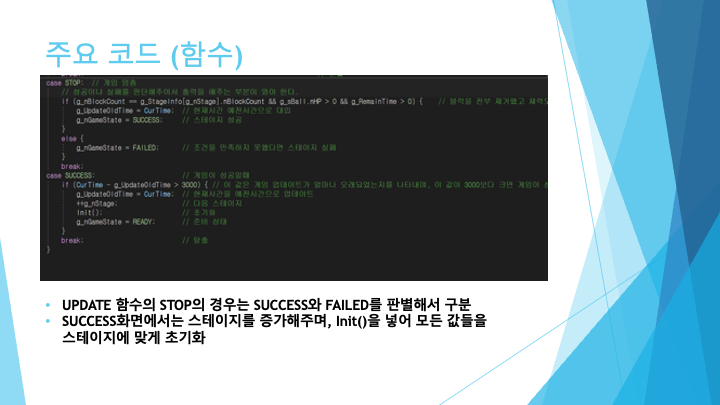 주요 코드 (함수)
case STOP:  // 게임 멈춤
// 성공이나 실패를 판단해주어서 출력을 해주는 부분이 와야 한다.
if (g_nBlockCount == g_StageInfo[g_nStage].nBlockCount && g_sBall.nHP > 0 && g_RemainTime > 0) {  // 블럭을 전부 제거했고 체력도
g_UpdateOldTime = CurTime;  // 현재시간 예전시간으로 대입
g_nGameState = SUCCESS;  // 스테이지 성공
}
else {
g_nGameState = FAILED;  // 조건을 만족하지 못했다면 스테이지 실패
}
break;
case SUCCESS:  // 게임이 성공일때
if (CurTime - g_UpdateOldTime > 3000) { // 이 값은 게임 업데이트가 얼마나 오래되었는지를 나타내며, 이 값이 3000보다 크면 게임이
g_UpdateOldTime = CurTime;  // 현재시간을 예전시간으로 업데이트
++g_nStage;  // 다음 스테이지
Init();  // 초기화
g_nGameState = READY;  // 준비 상태
}
break;  // 탈출
}
• UPDATE 함수의 STOP의 경우는 SUCCESS와 FAILED를 판별해서 구분
• SUCCESS화면에서는 스테이지를 증가해주며, Init()을 넣어 모든 값들을
스테이지에 맞게 초기화